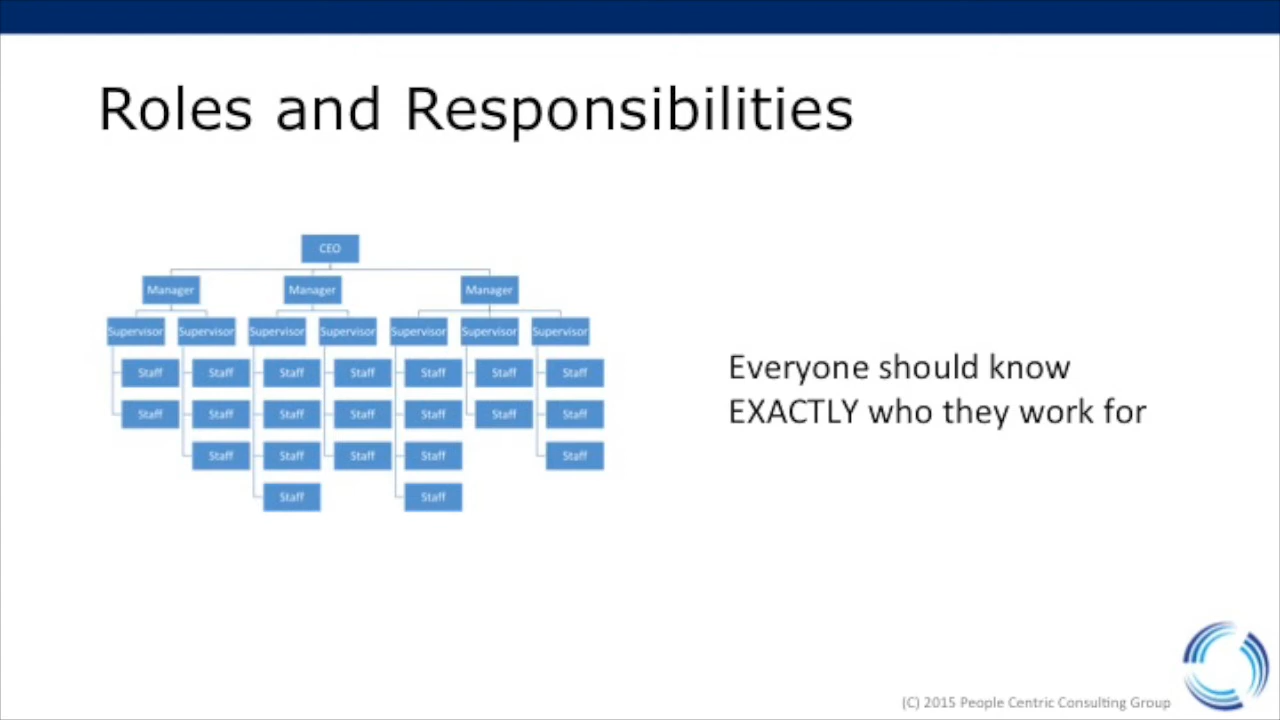 Roles and Responsibilities
CEO
Manager Manager Manager
Supervisor Supervisor Supervisor Supervisor Supervisor Supervisor Supervisor
Staff Staff Staff Staff Staff Staff Staff
Staff Staff Staff Staff Staff Staff Staff
Staff Staff Staff Staff Staff
Staff Staff
Everyone should know
EXACTLY who they work for
(C) 2015 People Centric Consulting Group